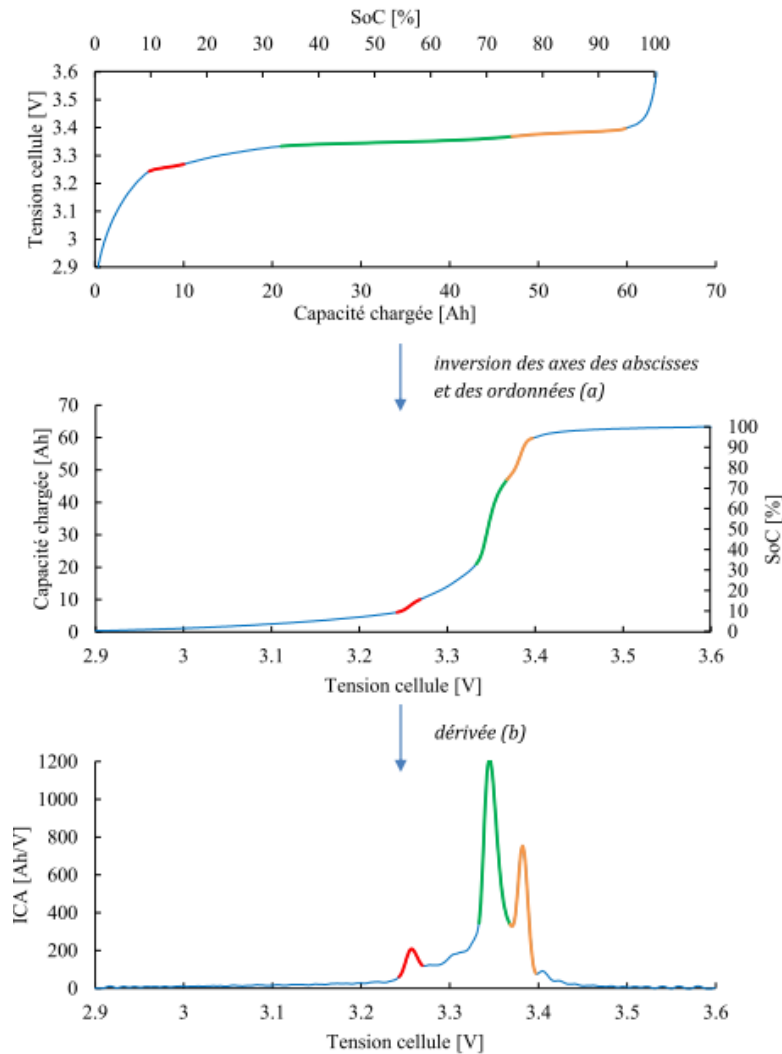 SoC [%]
0 10 20 30 40 50 60 70 80 90 100
Tension cellule [V]
3.6
3.5
3.4
3.3
3.2
3.1
3
2.9
0 10 20 30 40 50 60 70
Capacité chargée [Ah]
inversion des axes des abscisses
et des ordonnées (a)
Capacité chargée [Ah]
70
60
50
40
30
20
10
0
100
90
80
70
60
50
40
30
20
10
0
SoC [%]
2.9 3 3.1 3.2 3.3 3.4 3.5 3.6
Tension cellule [V]
dérivée (b)
ICA [Ah/V]
1200
1000
800
600
400
200
0
2.9 3 3.1 3.2 3.3 3.4 3.5 3.6
Tension cellule [V]